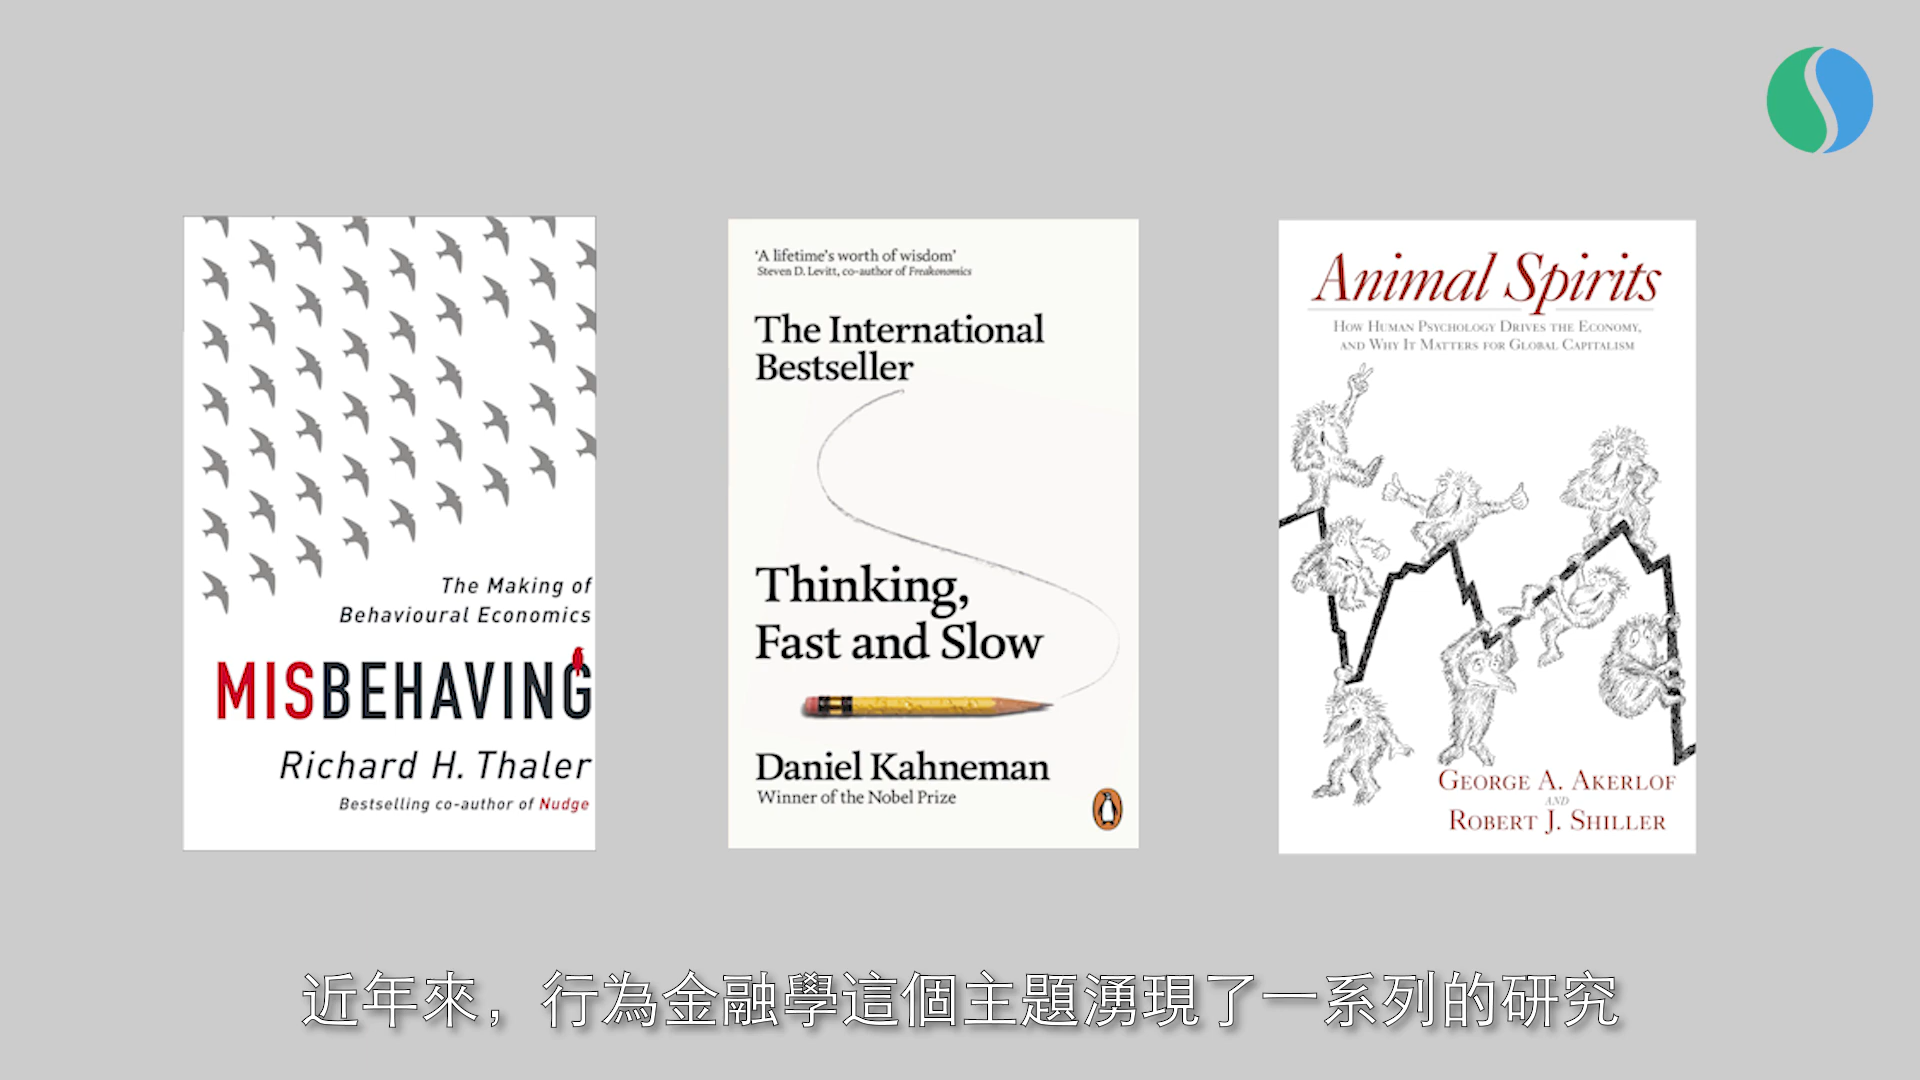 The Making of
Behavioural Economics
MISBEHAVING
Richard H. Thaler
Bestselling co-author of Nudge
‘A lifetime’s worth of wisdom’
Steven D. Levitt, co-author of Freakonomics
The International
Bestseller
Thinking,
Fast and Slow
Daniel Kahneman
Winner of the Nobel Prize
Animal Spirits
How Human Psychology Drives the Economy,
and Why It Matters for Global Capitalism
George A. Akerlof
and
Robert J. Shiller
近年來，行為金融學這個主題湧現了一系列的研究